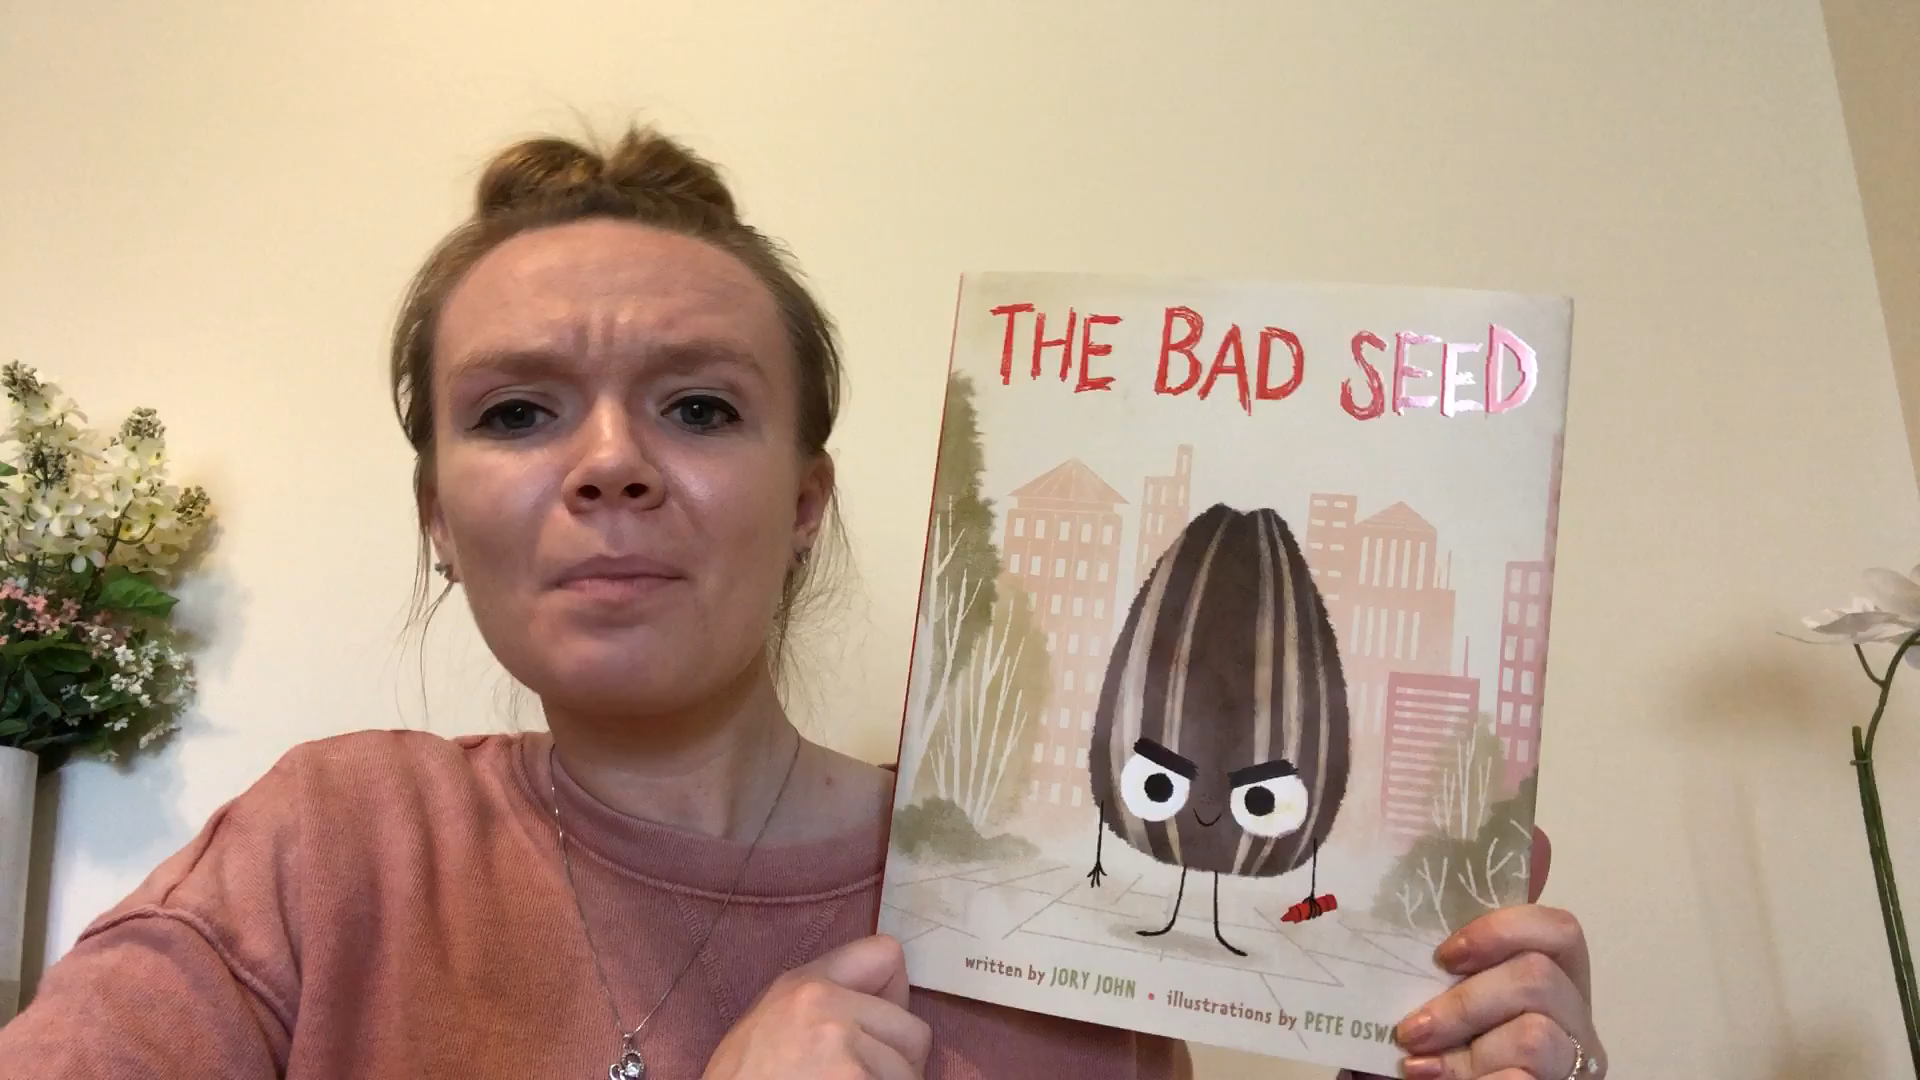 THE BAD SEED
written by JORY JOHN • illustrations by PETE